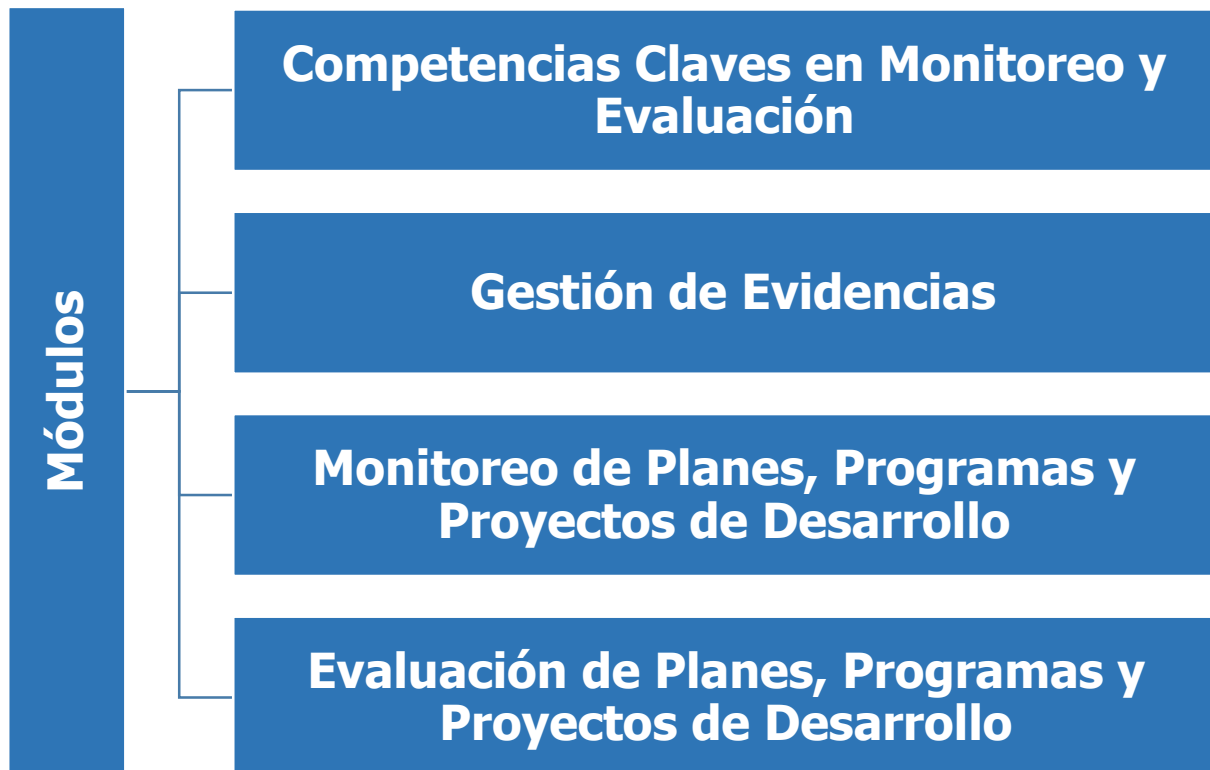 Módulos
Competencias Claves en Monitoreo y
Evaluación
Gestión de Evidencias
Monitoreo de Planes, Programas y
Proyectos de Desarrollo
Evaluación de Planes, Programas y
Proyectos de Desarrollo